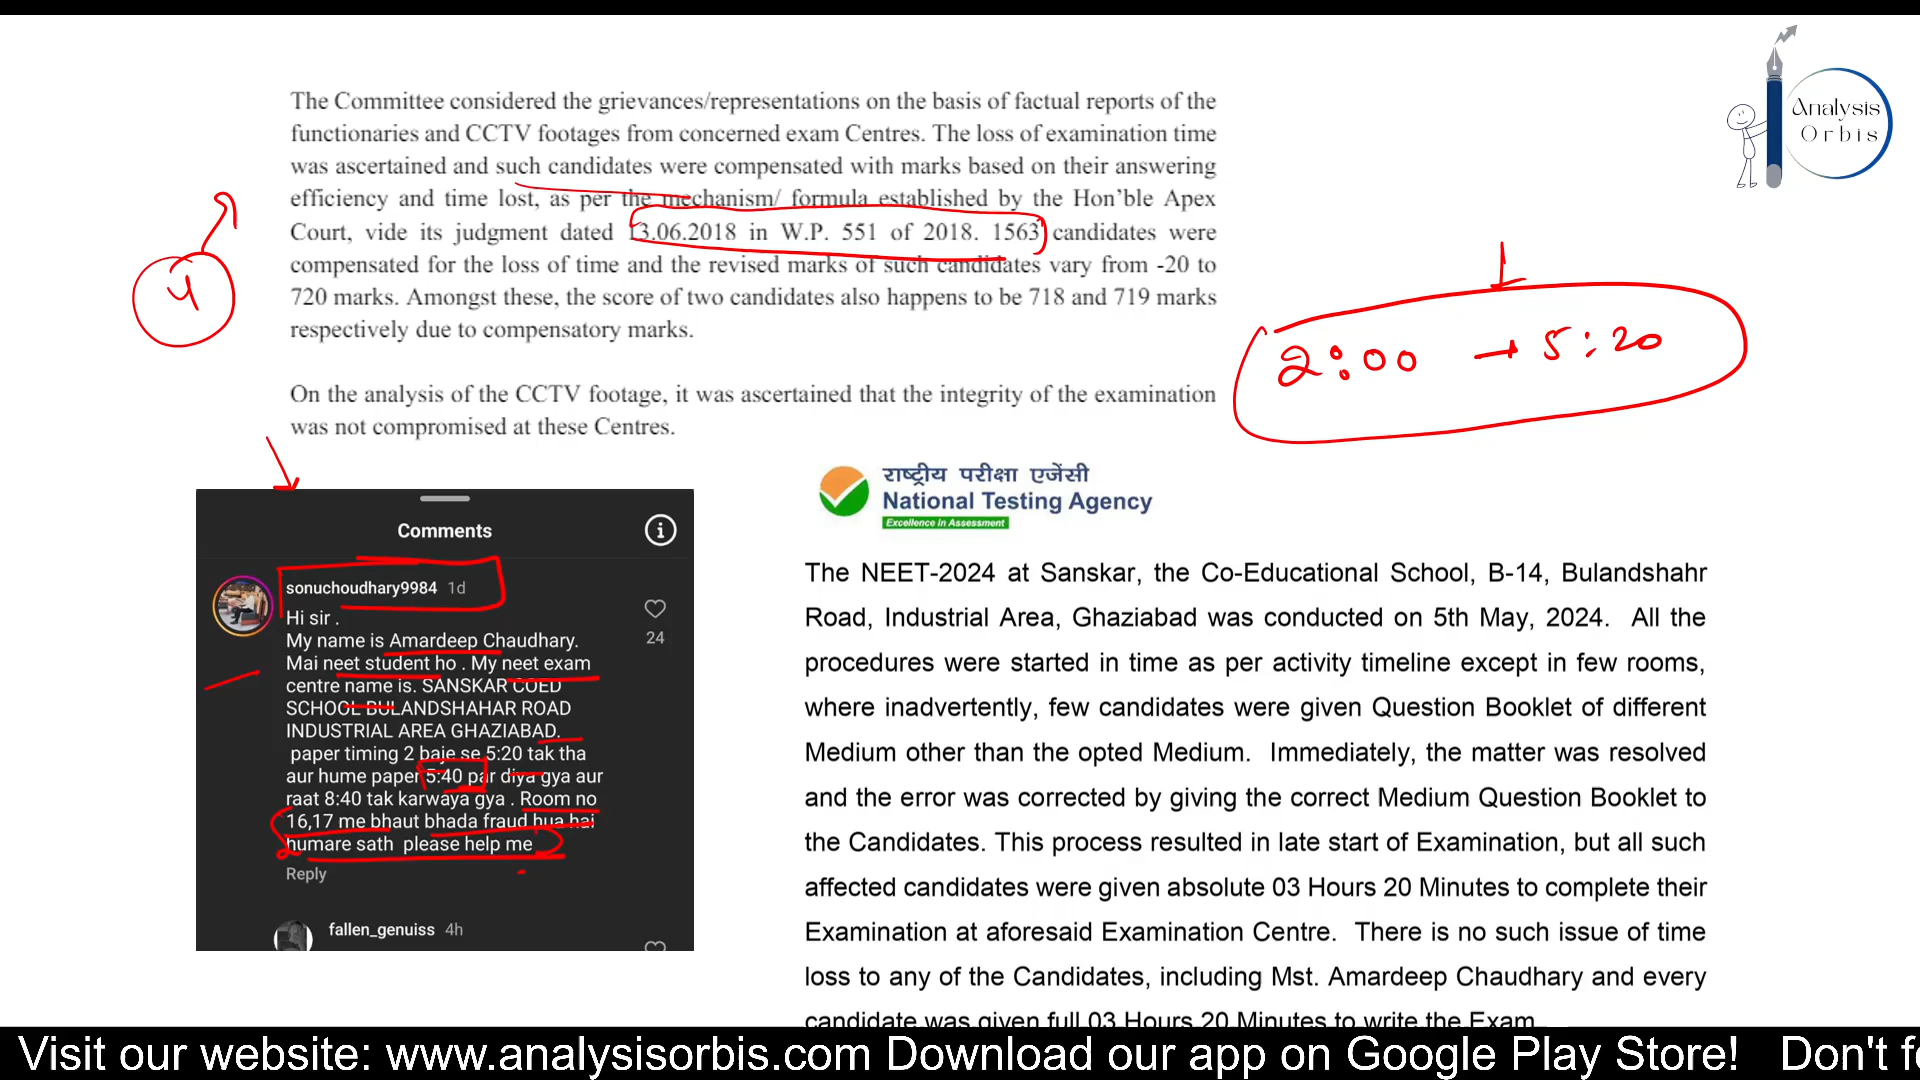 The Committee considered the grievances/representations on the basis of factual reports of the
functionaries and CCTV footages from concerned exam Centres. The loss of examination time
was ascertained and such candidates were compensated with marks based on their answering
efficiency and time lost, as per the mechanism/ formula established by the Hon'ble Apex
Court, vide its judgment dated 13.06.2018 in W.P. 551 of 2018. 1563 candidates were
compensated for the loss of time and the revised marks of such candidates vary from -20 to
720 marks. Amongst these, the score of two candidates also happens to be 718 and 719 marks
respectively due to compensatory marks.
On the analysis of the CCTV footage, it was ascertained that the integrity of the examination
was not compromised at these Centres.
Analysis
Orbis
4
2:00 → 5:20
Comments
sonuchoudhary9984 1d
Hi sir .
My name is Amardeep Chaudhary.
Mai neet student ho . My neet exam
centre name is. SANSKAR COED
SCHOOL BULANDSHAHAR ROAD
INDUSTRIAL AREA GHAZIABAD.
paper timing 2 baje se 5:20 tak tha
aur hume paper 5:40 par diya gya aur
raat 8:40 tak karwaya gya . Room no
16,17 me bhaut bhada fraud hua hai
humare sath please help me
24
Reply
fallen_genuiss 4h
राष्ट्रीय परीक्षा एजेंसी
National Testing Agency
Excellence in Assessment
The NEET-2024 at Sanskar, the Co-Educational School, B-14, Bulandshahr
Road, Industrial Area, Ghaziabad was conducted on 5th May, 2024. All the
procedures were started in time as per activity timeline except in few rooms,
where inadvertently, few candidates were given Question Booklet of different
Medium other than the opted Medium. Immediately, the matter was resolved
and the error was corrected by giving the correct Medium Question Booklet to
the Candidates. This process resulted in late start of Examination, but all such
affected candidates were given absolute 03 Hours 20 Minutes to complete their
Examination at aforesaid Examination Centre. There is no such issue of time
loss to any of the Candidates, including Mst. Amardeep Chaudhary and every
candidate was given full 03 Hours 20 Minutes to write the Exam.
Visit our website: www.analysisorbis.com Download our app on Google Play Store! Don't fo